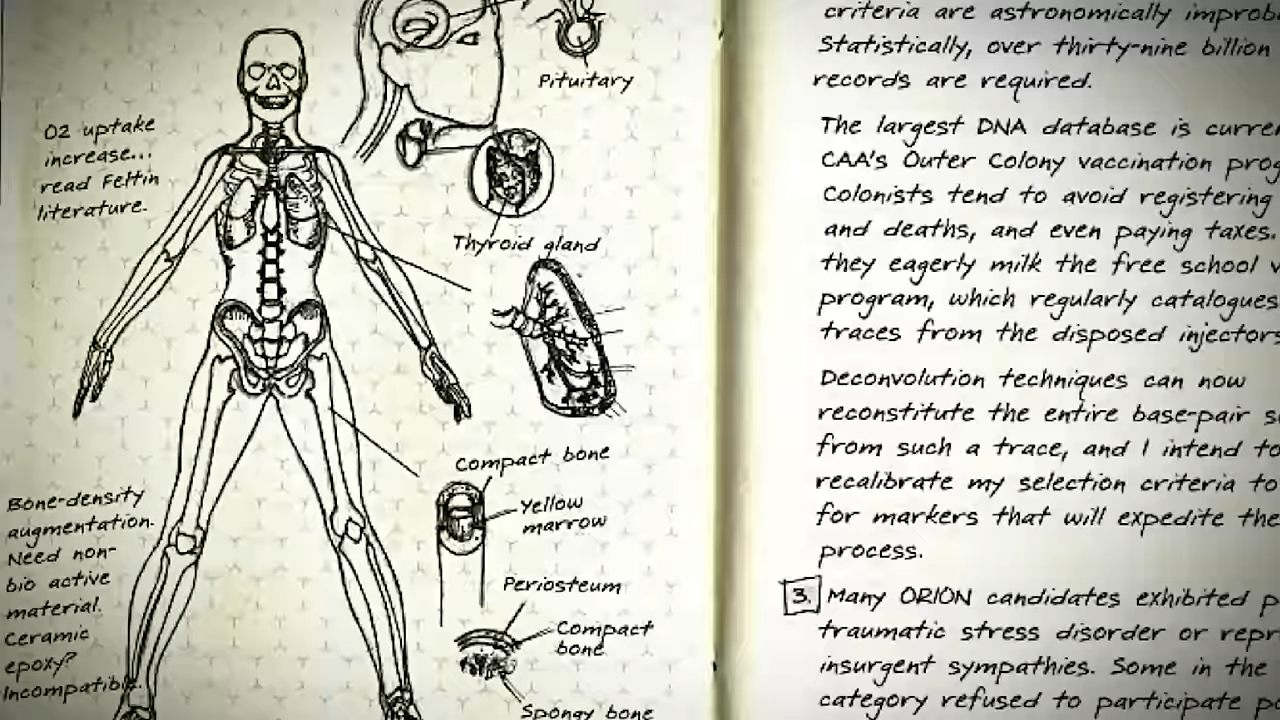 Pituitary
O2 uptake
increase...
read Feltin
literature.
Thyroid gland
Compact bone
Yellow
marrow
Bone-density
augmentation.
Need non-
bio active
material.
Ceramic
epoxy?
Incompatible.
Periosteum
Compact
bone
Spongy bone
criteria are astronomically
Statistically, over thirty-nine billion
records are required.
The largest DNA database is
CAA's Outer Colony vaccination
Colonists tend to avoid registering
and deaths, and even paying taxes.
they eagerly milk the free school
program, which regularly catalogues
traces from the disposed injectors
Deconvolution techniques can now
reconstitute the entire base-pair
from such a trace, and I intend to
recalibrate my selection criteria to
for markers that will expedite the
process.
3. Many ORION candidates exhibited
traumatic stress disorder or
insurgent sympathies. Some in the
category refused to participate